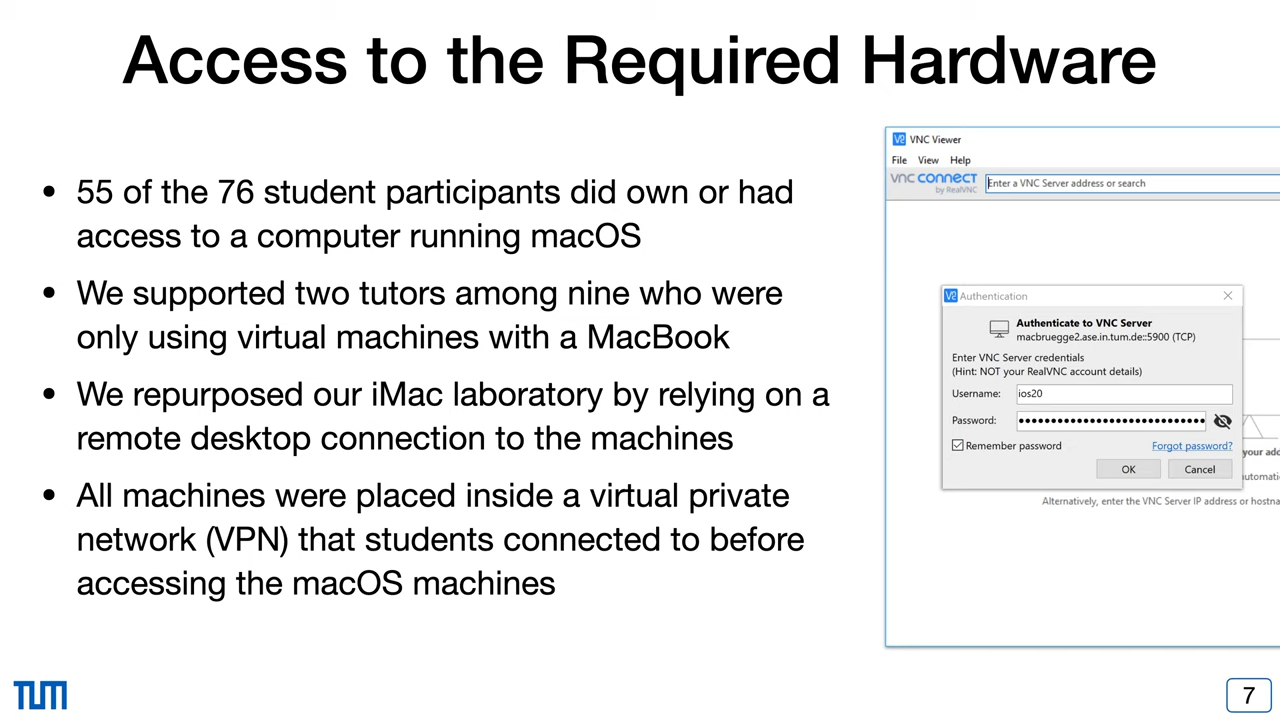 Access to the Required Hardware
• 55 of the 76 student participants did own or had
access to a computer running macOS
• We supported two tutors among nine who were
only using virtual machines with a MacBook
• We repurposed our iMac laboratory by relying on a
remote desktop connection to the machines
• All machines were placed inside a virtual private
network (VPN) that students connected to before
accessing the macOS machines
VNC Viewer
File View Help
vnc connect
by RealVNC
Enter a VNC Server address or search
Authentication
Authenticate to VNC Server
macbruegge2.ase.in.tum.de::5900 (TCP)
Enter VNC Server credentials
(Hint: NOT your RealVNC account details)
Username: ios20
Password:
Remember password Forgot password?
OK Cancel
your
Alternatively, enter the VNC Server IP address or
TUM
7